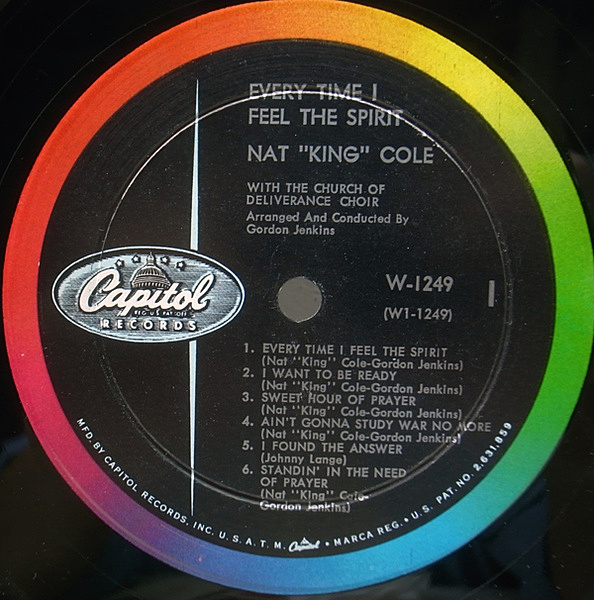 EVERY TIME I
FEEL THE SPIRIT
NAT "KING" COLE
WITH THE CHURCH OF
DELIVERANCE CHOIR
Arranged And Conducted By
Gordon Jenkins
Capitol
REG. U.S. PAT. OFF.
RECORDS
W-1249
1
(W1-1249)
1. EVERY TIME I FEEL THE SPIRIT
(Nat "King" Cole-Gordon Jenkins)
2. I WANT TO BE READY
(Nat "King" Cole-Gordon Jenkins)
3. SWEET HOUR OF PRAYER
(Nat "King" Cole-Gordon Jenkins)
4. AIN'T GONNA STUDY WAR NO MORE
(Nat "King" Cole-Gordon Jenkins)
5. I FOUND THE ANSWER
(Johnny Lange)
6. STANDIN' IN THE NEED
OF PRAYER
(Nat "King" Cole-
Gordon Jenkins)
MFD. BY CAPITOL RECORDS, INC. U.S.A. T.M. Capitol • MARCA REG. • U.S. PAT. NO. 2,631,859